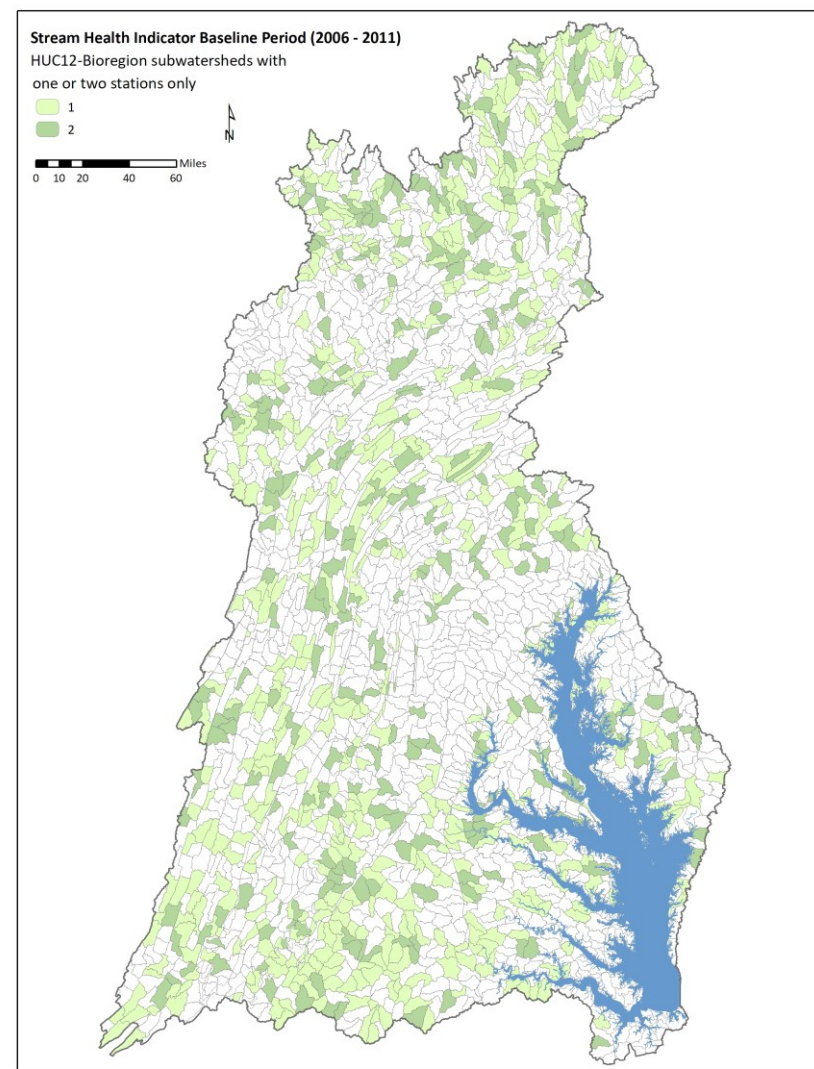 Stream Health Indicator Baseline Period (2006 - 2011)
HUC12-Bioregion subwatersheds with
one or two stations only
1
2
N
Miles
0 10 20 40 60